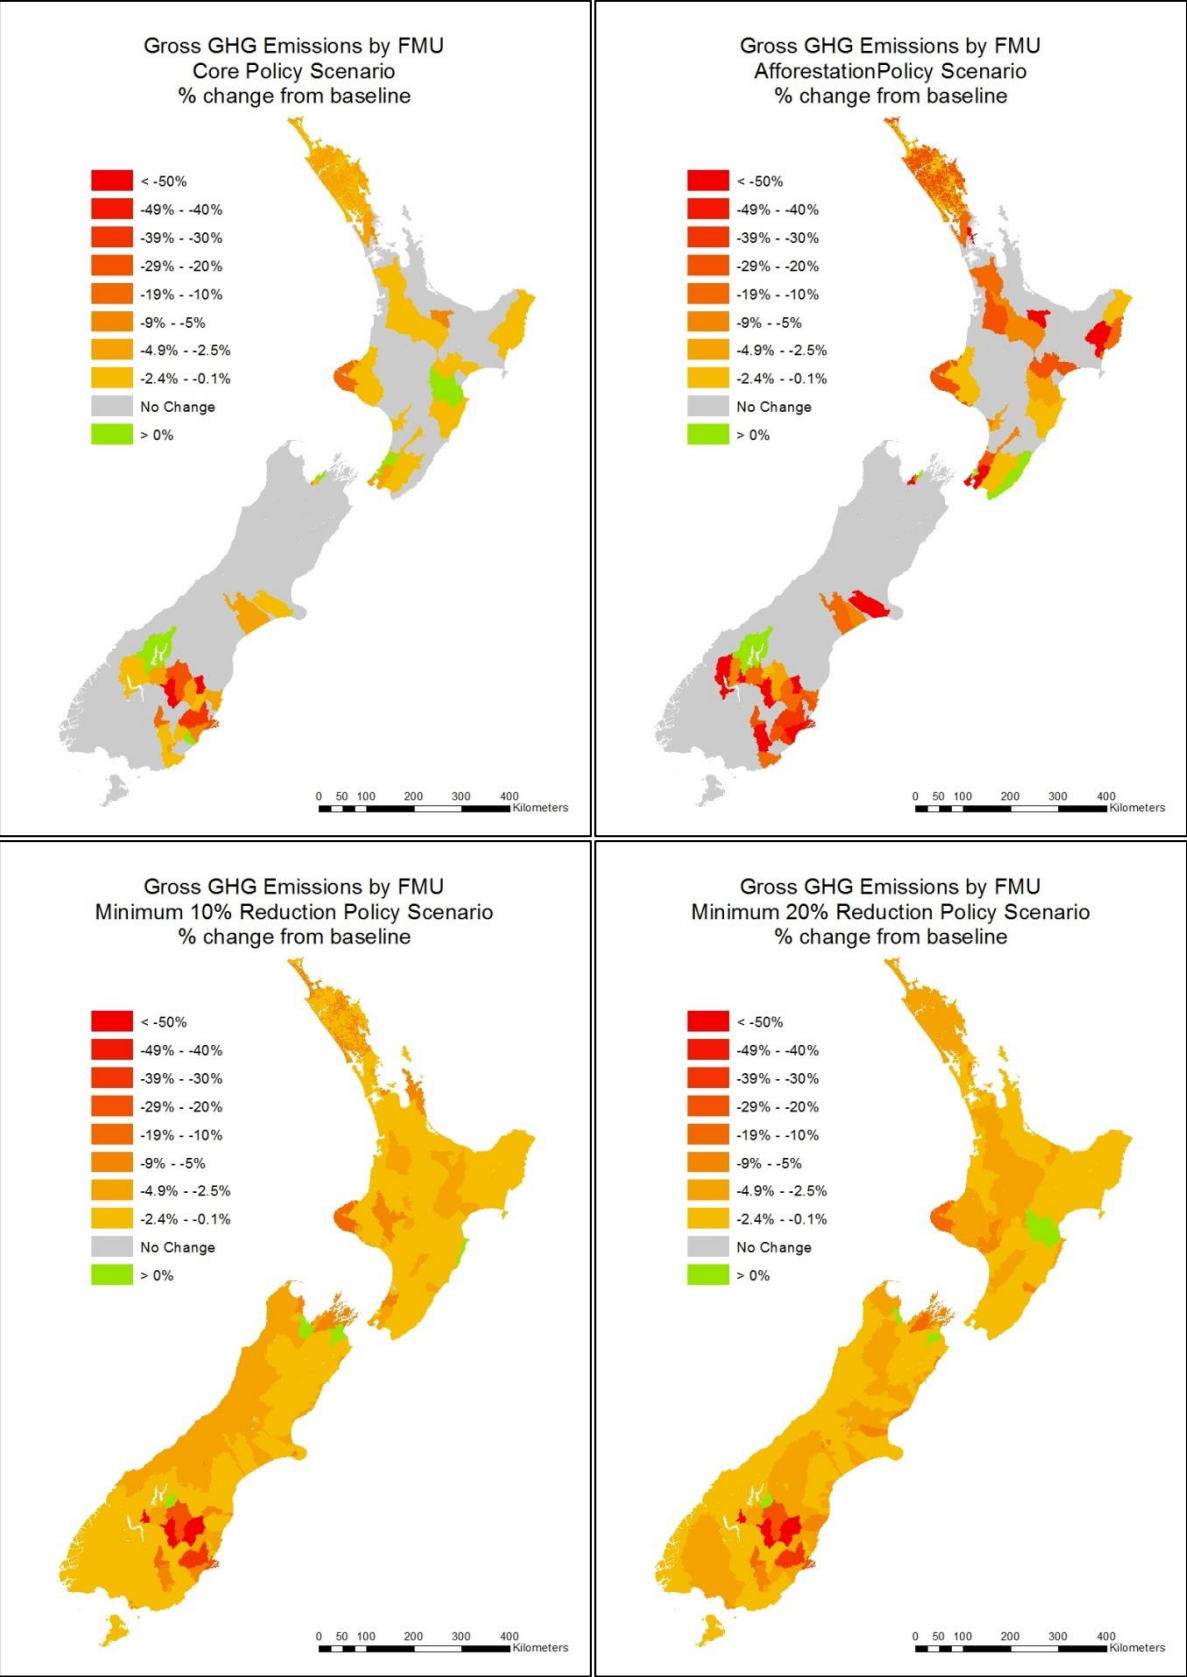 Gross GHG Emissions by FMU
Core Policy Scenario
% change from baseline
< -50%
-49% - -40%
-39% - -30%
-29% - -20%
-19% - -10%
-9% - -5%
-4.9% - -2.5%
-2.4% - -0.1%
No Change
> 0%
0 50 100 200 300 400
Kilometers
Gross GHG Emissions by FMU
AfforestationPolicy Scenario
% change from baseline
< -50%
-49% - -40%
-39% - -30%
-29% - -20%
-19% - -10%
-9% - -5%
-4.9% - -2.5%
-2.4% - -0.1%
No Change
> 0%
0 50 100 200 300 400
Kilometers
Gross GHG Emissions by FMU
Minimum 10% Reduction Policy Scenario
% change from baseline
< -50%
-49% - -40%
-39% - -30%
-29% - -20%
-19% - -10%
-9% - -5%
-4.9% - -2.5%
-2.4% - -0.1%
No Change
> 0%
0 50 100 200 300 400
Kilometers
Gross GHG Emissions by FMU
Minimum 20% Reduction Policy Scenario
% change from baseline
< -50%
-49% - -40%
-39% - -30%
-29% - -20%
-19% - -10%
-9% - -5%
-4.9% - -2.5%
-2.4% - -0.1%
No Change
> 0%
0 50 100 200 300 400
Kilometers